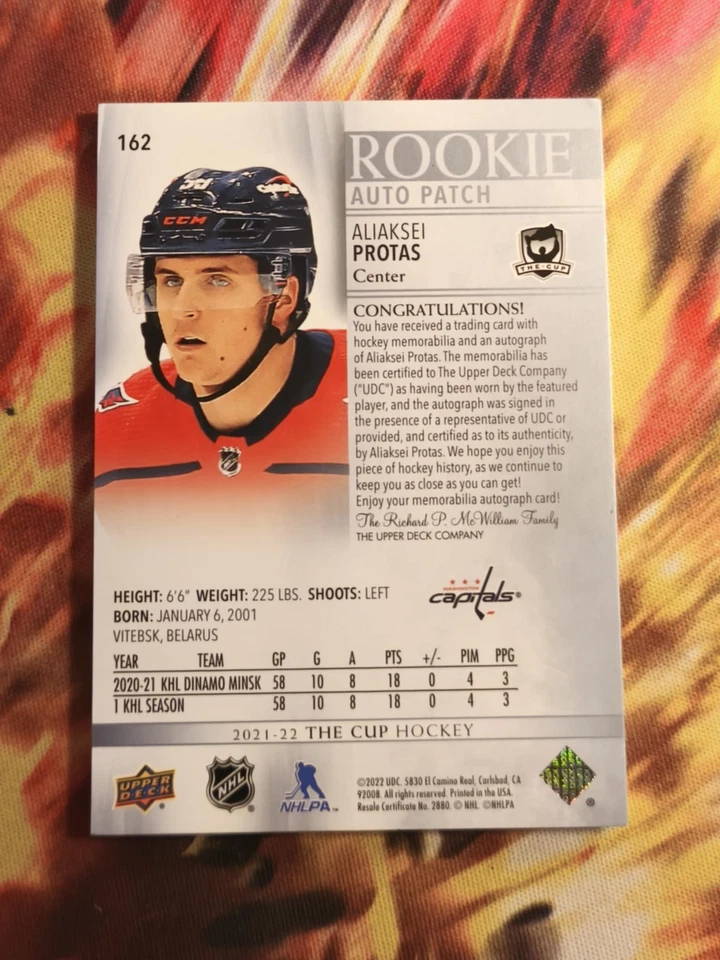 162
ROOKIE
AUTO PATCH
ALIAKSEI
PROTAS
Center
THE CUP
CCM
CONGRATULATIONS!
You have received a trading card with
hockey memorabilia and an autograph
of Aliaksei Protas. The memorabilia has
been certified to The Upper Deck Company
("UDC") as having been worn by the featured
player, and the autograph was signed in
the presence of a representative of UDC or
provided, and certified as to its authenticity,
by Aliaksei Protas. We hope you enjoy this
piece of hockey history, as we continue to
keep you as close as you can get!
Enjoy your memorabilia autograph card!
The Richard P. McWilliam Family
THE UPPER DECK COMPANY
HEIGHT: 6'6" WEIGHT: 225 LBS. SHOOTS: LEFT
BORN: JANUARY 6, 2001
VITEBSK, BELARUS
WASHINGTON
capitals®
YEAR TEAM GP G A PTS +/- PIM PPG
2020-21 KHL DINAMO MINSK 58 10 8 18 0 4 3
1 KHL SEASON 58 10 8 18 0 4 3
2021-22 THE CUP HOCKEY
UPPER DECK
NHL
NHLPA
©2022 UDC. 5830 El Camino Real, Carlsbad, CA
92008. All rights reserved. Printed in the USA.
Resale Certificate No. 2880. © NHL. ©NHLPA